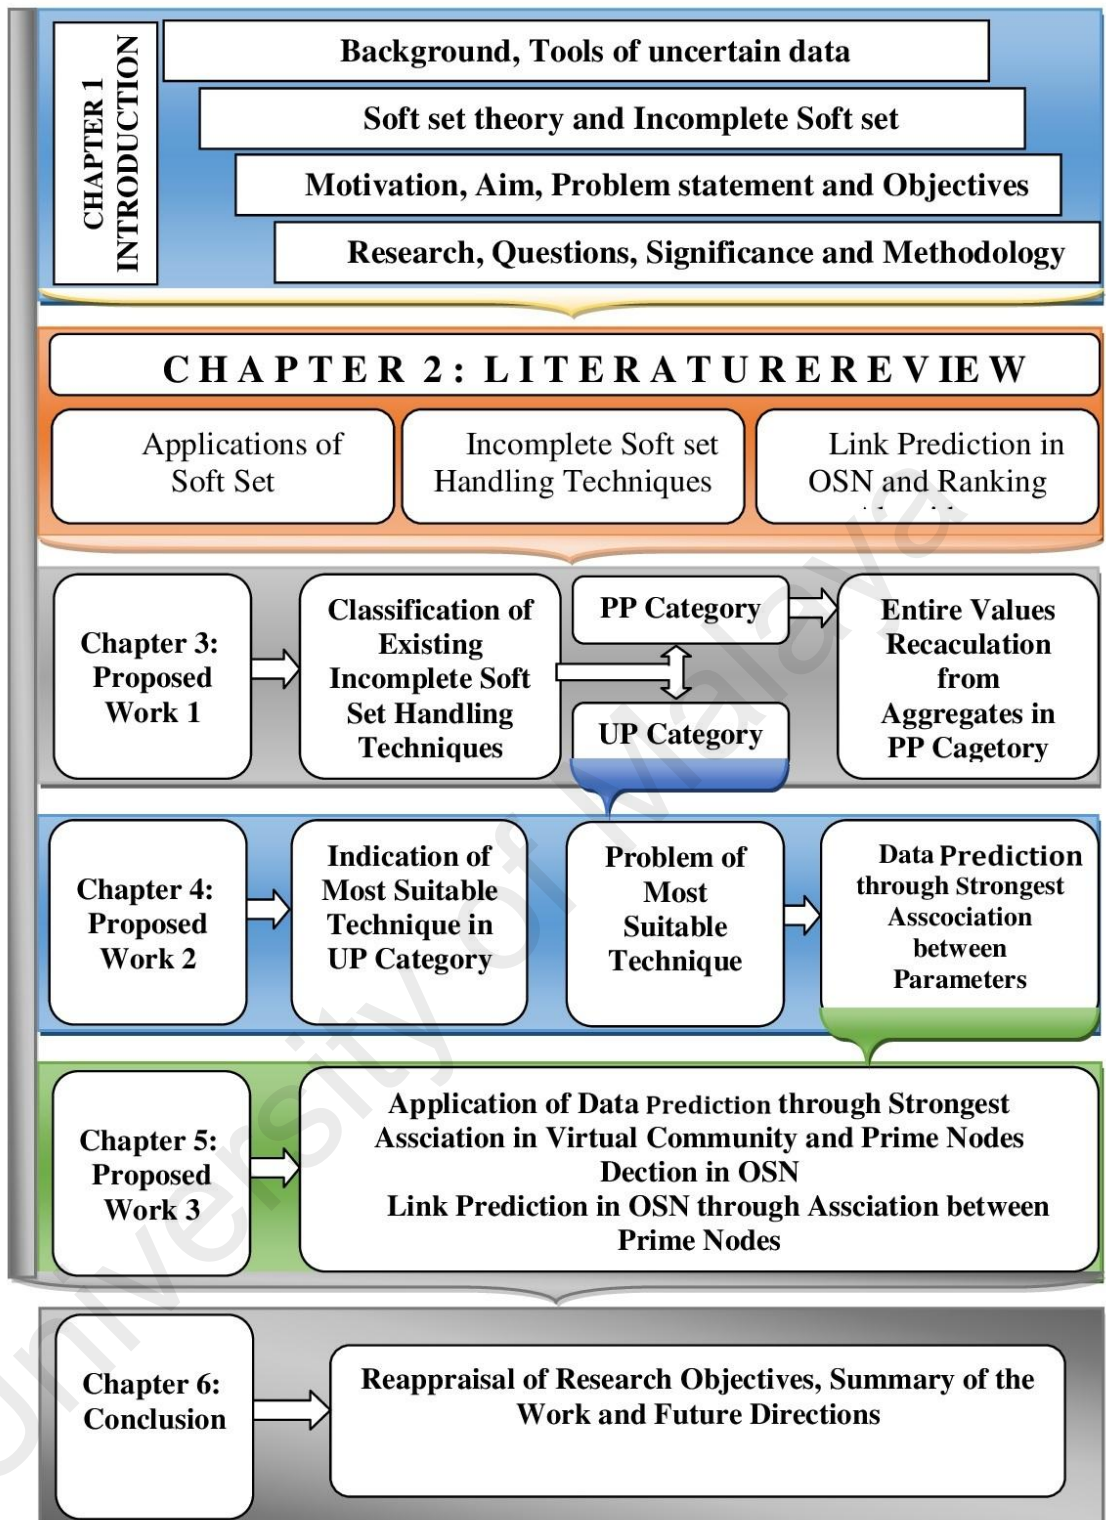 CHAPTER 1
INTRODUCTION
Background, Tools of uncertain data
Soft set theory and Incomplete Soft set
Motivation, Aim, Problem statement and Objectives
Research, Questions, Significance and Methodology
CHAPTER 2: LITERATUREREVIEW
Applications of
Soft Set
Incomplete Soft set
Handling Techniques
Link Prediction in
OSN and Ranking
Chapter 3:
Proposed
Work 1
Classification of
Existing
Incomplete Soft
Set Handling
Techniques
PP Category
UP Category
Entire Values
Recaculation
from
Aggregates in
PP Cagetory
Chapter 4:
Proposed
Work 2
Indication of
Most Suitable
Technique in
UP Category
Problem of
Most
Suitable
Technique
Data Prediction
through Strongest
Asscociation
between
Parameters
Chapter 5:
Proposed
Work 3
Application of Data Prediction through Strongest
Assciation in Virtual Community and Prime Nodes
Dection in OSN
Link Prediction in OSN through Assciation between
Prime Nodes
Chapter 6:
Conclusion
Reappraisal of Research Objectives, Summary of the
Work and Future Directions
University of Malaya